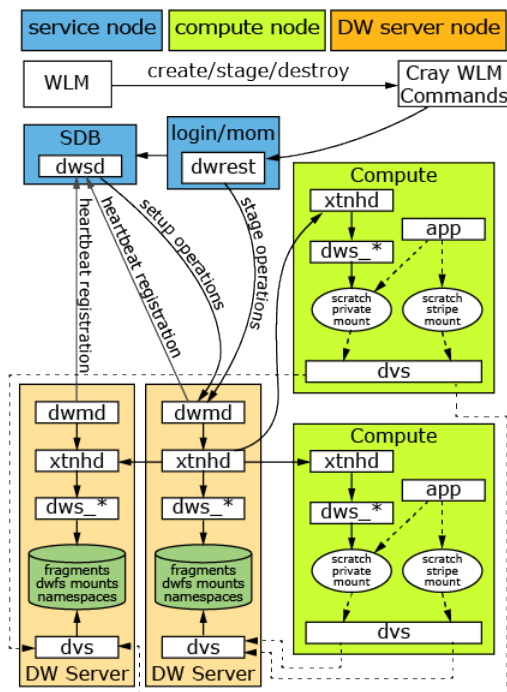 service node
compute node
DW server node
WLM
create/stage/destroy
Cray WLM
Commands
SDB
dwsd
login/mom
dwrest
heartbeat registration
heartbeat registration
setup operations
stage operations
Compute
xtnhd
app
dws_*
scratch
private
mount
scratch
stripe
mount
dvs
dwmd
xtnhd
dws_*
fragments
dwfs mounts
namespaces
dvs
DW Server
dwmd
xtnhd
dws_*
fragments
dwfs mounts
namespaces
dvs
DW Server
Compute
xtnhd
app
dws_*
scratch
private
mount
scratch
stripe
mount
dvs